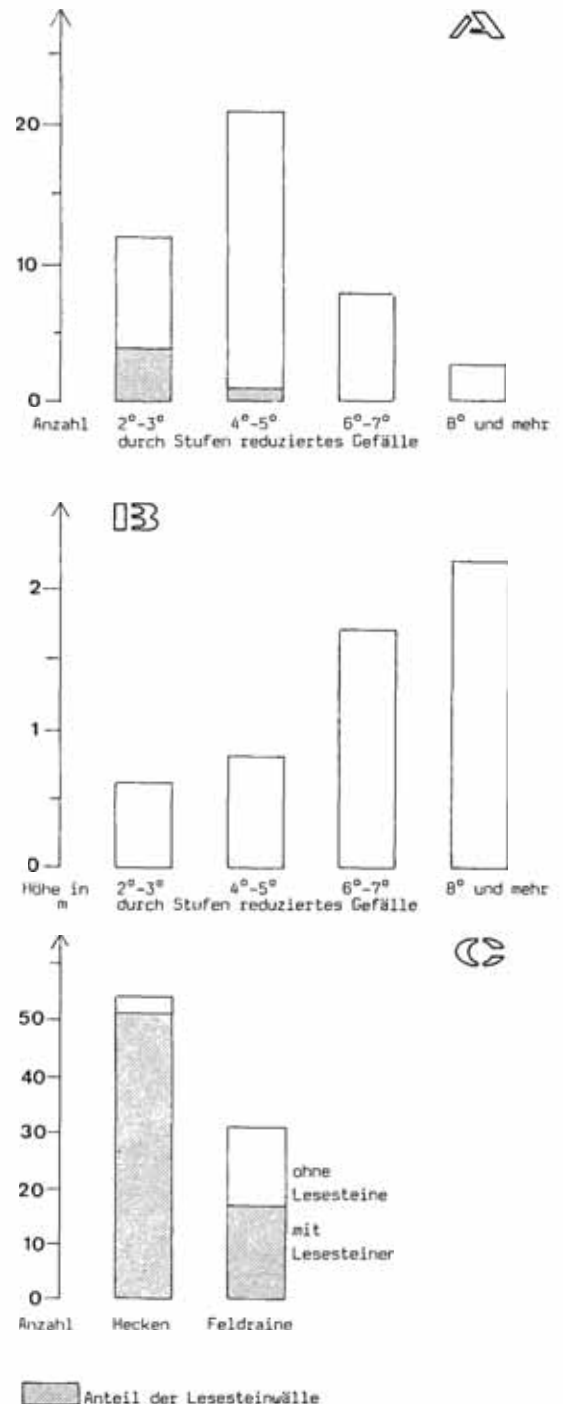 A
20
10
0
Anzahl 2°-3° 4°-5° 6°-7° 8° und mehr
durch Stufen reduziertes Gefälle
B
2
1
0
Höhe in 2°-3° 4°-5° 6°-7° 8° und mehr
m durch Stufen reduziertes Gefälle
C
50
40
30
20
10
0
ohne
Lesesteine
mit
Lesesteiner
Anzahl Hecken Feldraine
Anteil der Lesesteinwälle